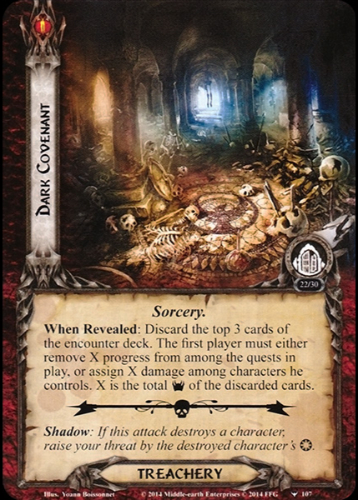 DARK COVENANT
22/30
Sorcery.
When Revealed: Discard the top 3 cards of
the encounter deck. The first player must either
remove X progress from among the quests in
play, or assign X damage among characters he
controls. X is the total of the discarded cards.
Shadow: If this attack destroys a character,
raise your threat by the destroyed character's .
TREACHERY
Illus. Yoann Boissonnet
© 2014 Middle-earth Enterprises © 2014 FFG
107